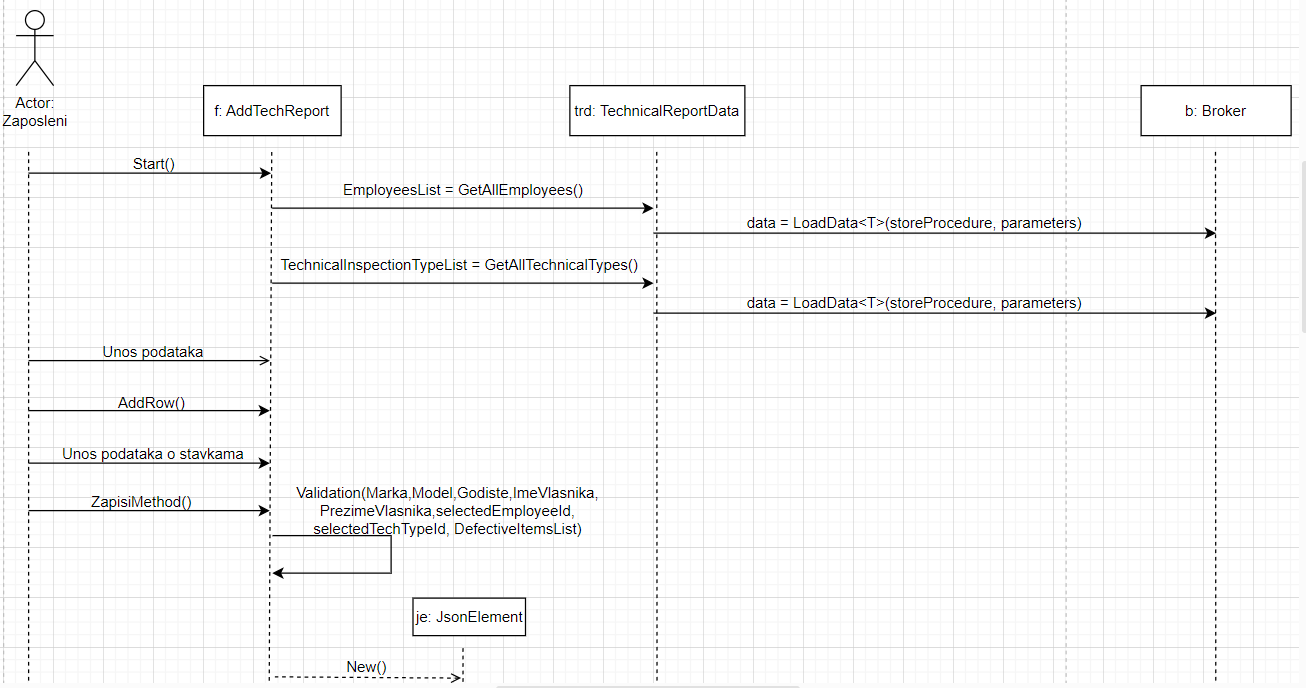 Actor:
Zaposleni
f: AddTechReport
trd: TechnicalReportData
b: Broker
Start()
EmployeesList = GetAllEmployees()
data = LoadData<T>(storeProcedure, parameters)
TechnicalInspectionTypeList = GetAllTechnicalTypes()
data = LoadData<T>(storeProcedure, parameters)
Unos podataka
AddRow()
Unos podataka o stavkama
ZapisiMethod()
Validation(Marka,Model,Godiste,ImeVlasnika,
PrezimeVlasnika,selectedEmployeeId,
selectedTechTypeId, DefectiveItemsList)
je: JsonElement
New()